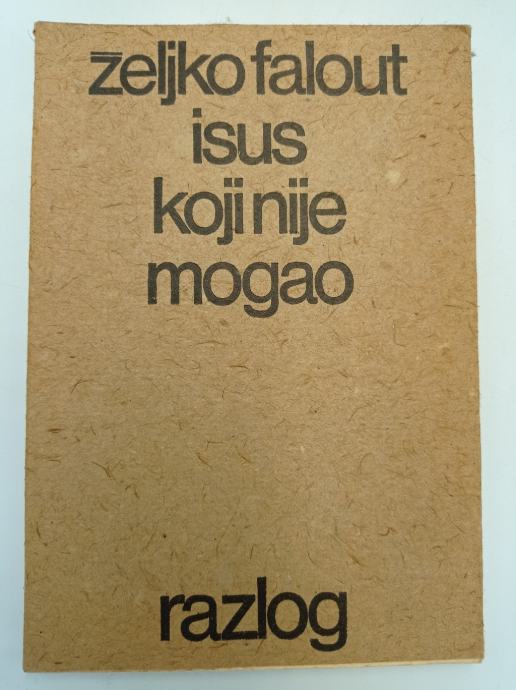 željko falout
isus
koji nije
mogao
razlog